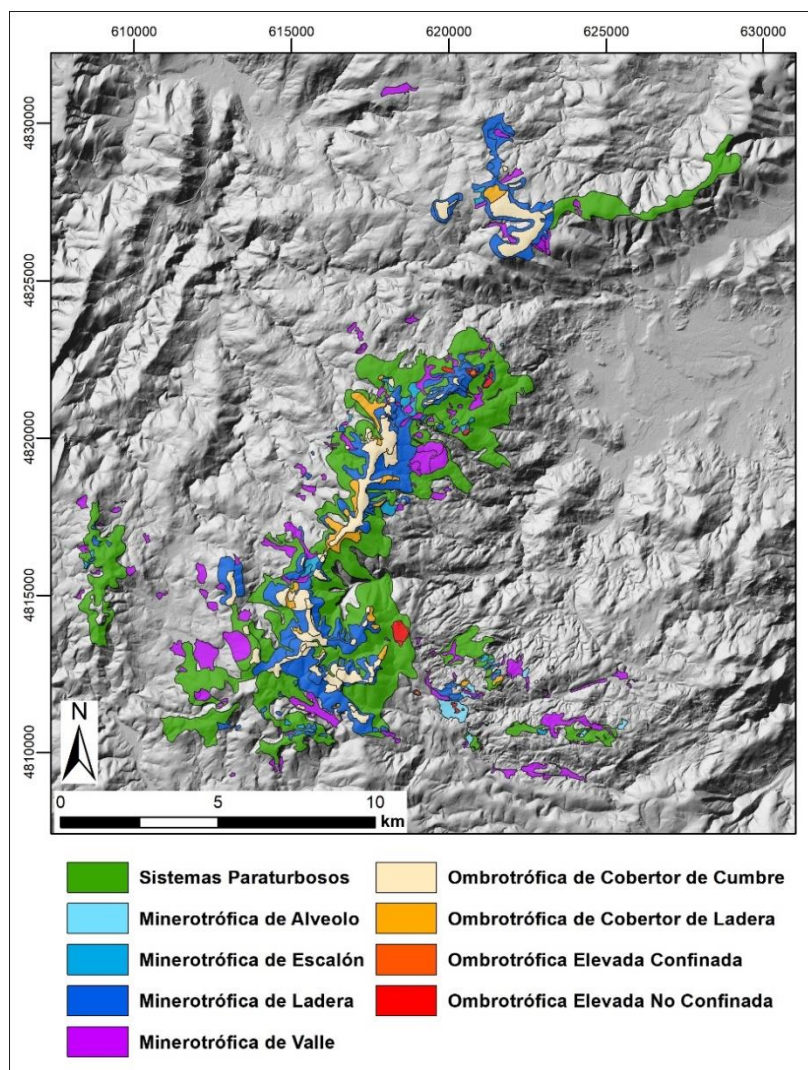 610000 615000 620000 625000 630000
4830000
4825000
4820000
4815000
4810000
N
0 5 10
km
Sistemas Paraturbosos
Minerotrófica de Alveolo
Minerotrófica de Escalón
Minerotrófica de Ladera
Minerotrófica de Valle
Ombrotrófica de Cobertor de Cumbre
Ombrotrófica de Cobertor de Ladera
Ombrotrófica Elevada Confinada
Ombrotrófica Elevada No Confinada